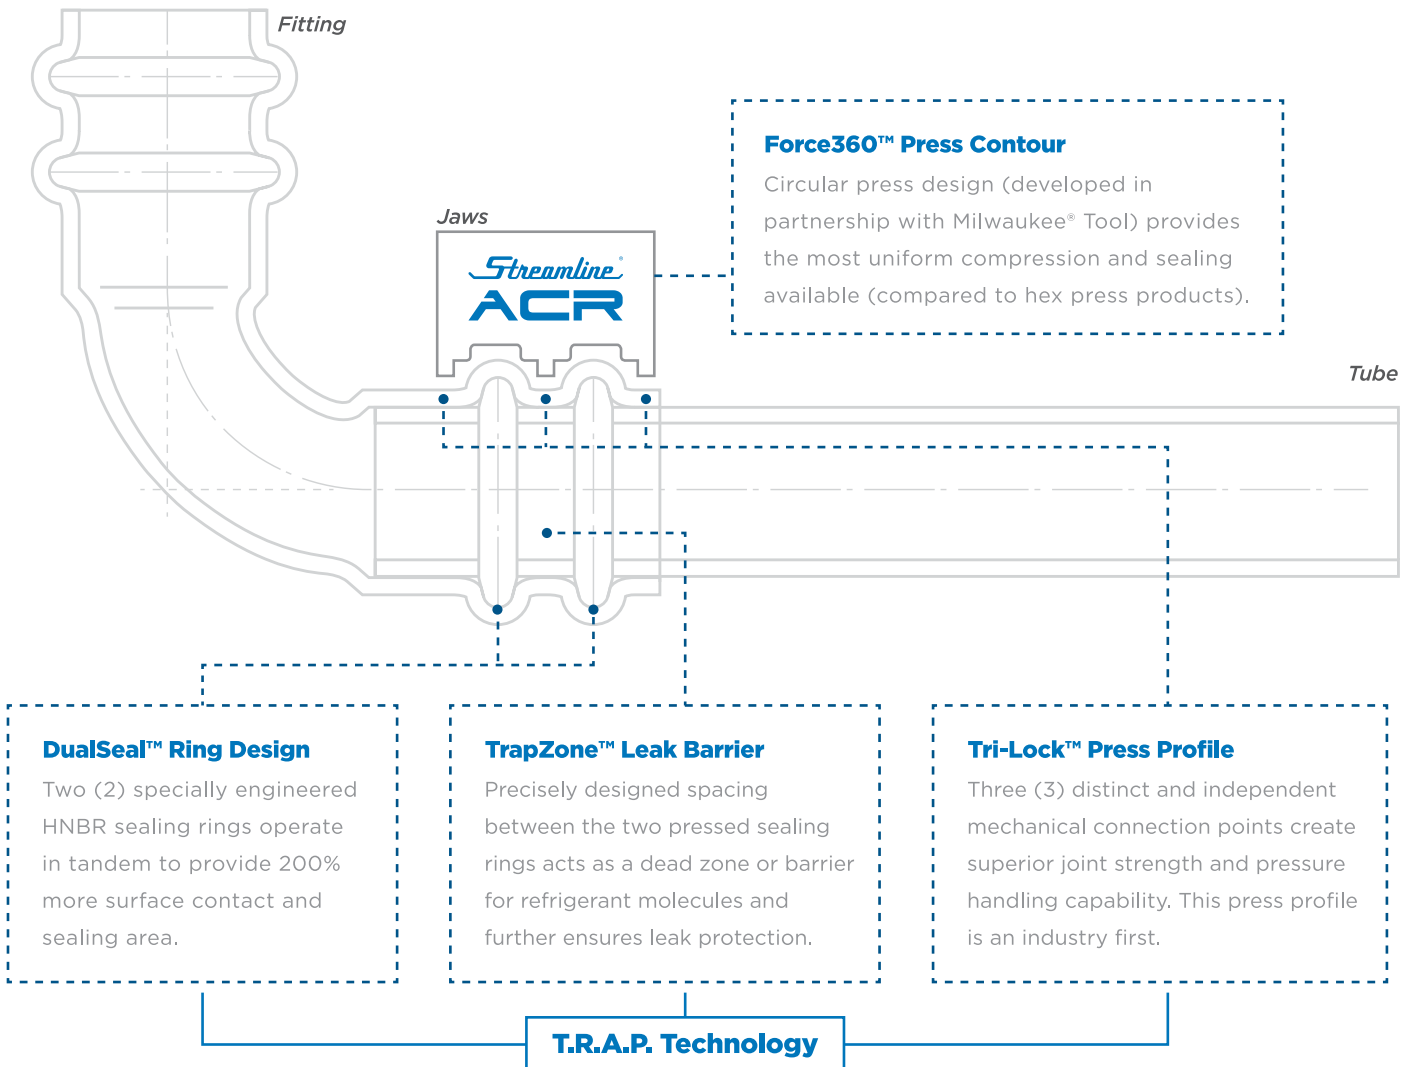 Fitting
Force360™ Press Contour
Circular press design (developed in
partnership with Milwaukee® Tool) provides
the most uniform compression and sealing
available (compared to hex press products).
Jaws
Streamline®
ACR
Tube
DualSeal™ Ring Design
Two (2) specially engineered
HNBR sealing rings operate
in tandem to provide 200%
more surface contact and
sealing area.
TrapZone™ Leak Barrier
Precisely designed spacing
between the two pressed sealing
rings acts as a dead zone or barrier
for refrigerant molecules and
further ensures leak protection.
Tri-Lock™ Press Profile
Three (3) distinct and independent
mechanical connection points create
superior joint strength and pressure
handling capability. This press profile
is an industry first.
T.R.A.P. Technology